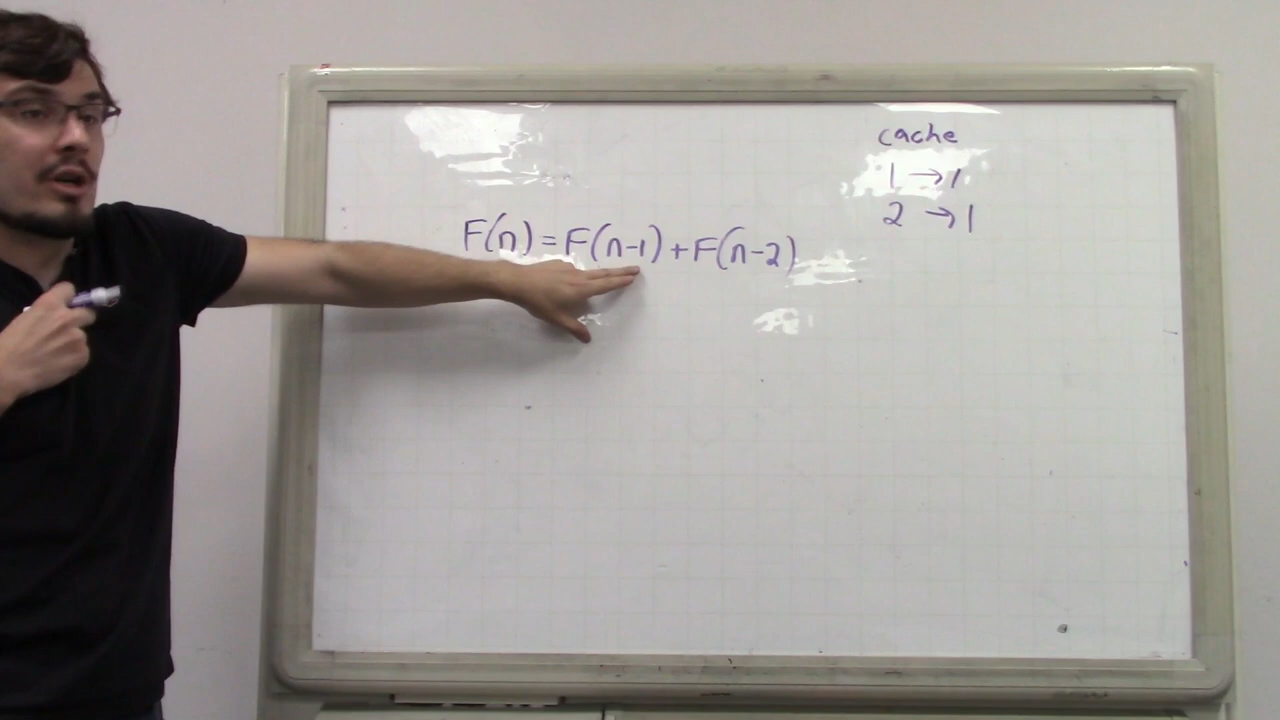 cache
1 → 1
2 → 1
F(n) = F(n-1) + F(n-2)